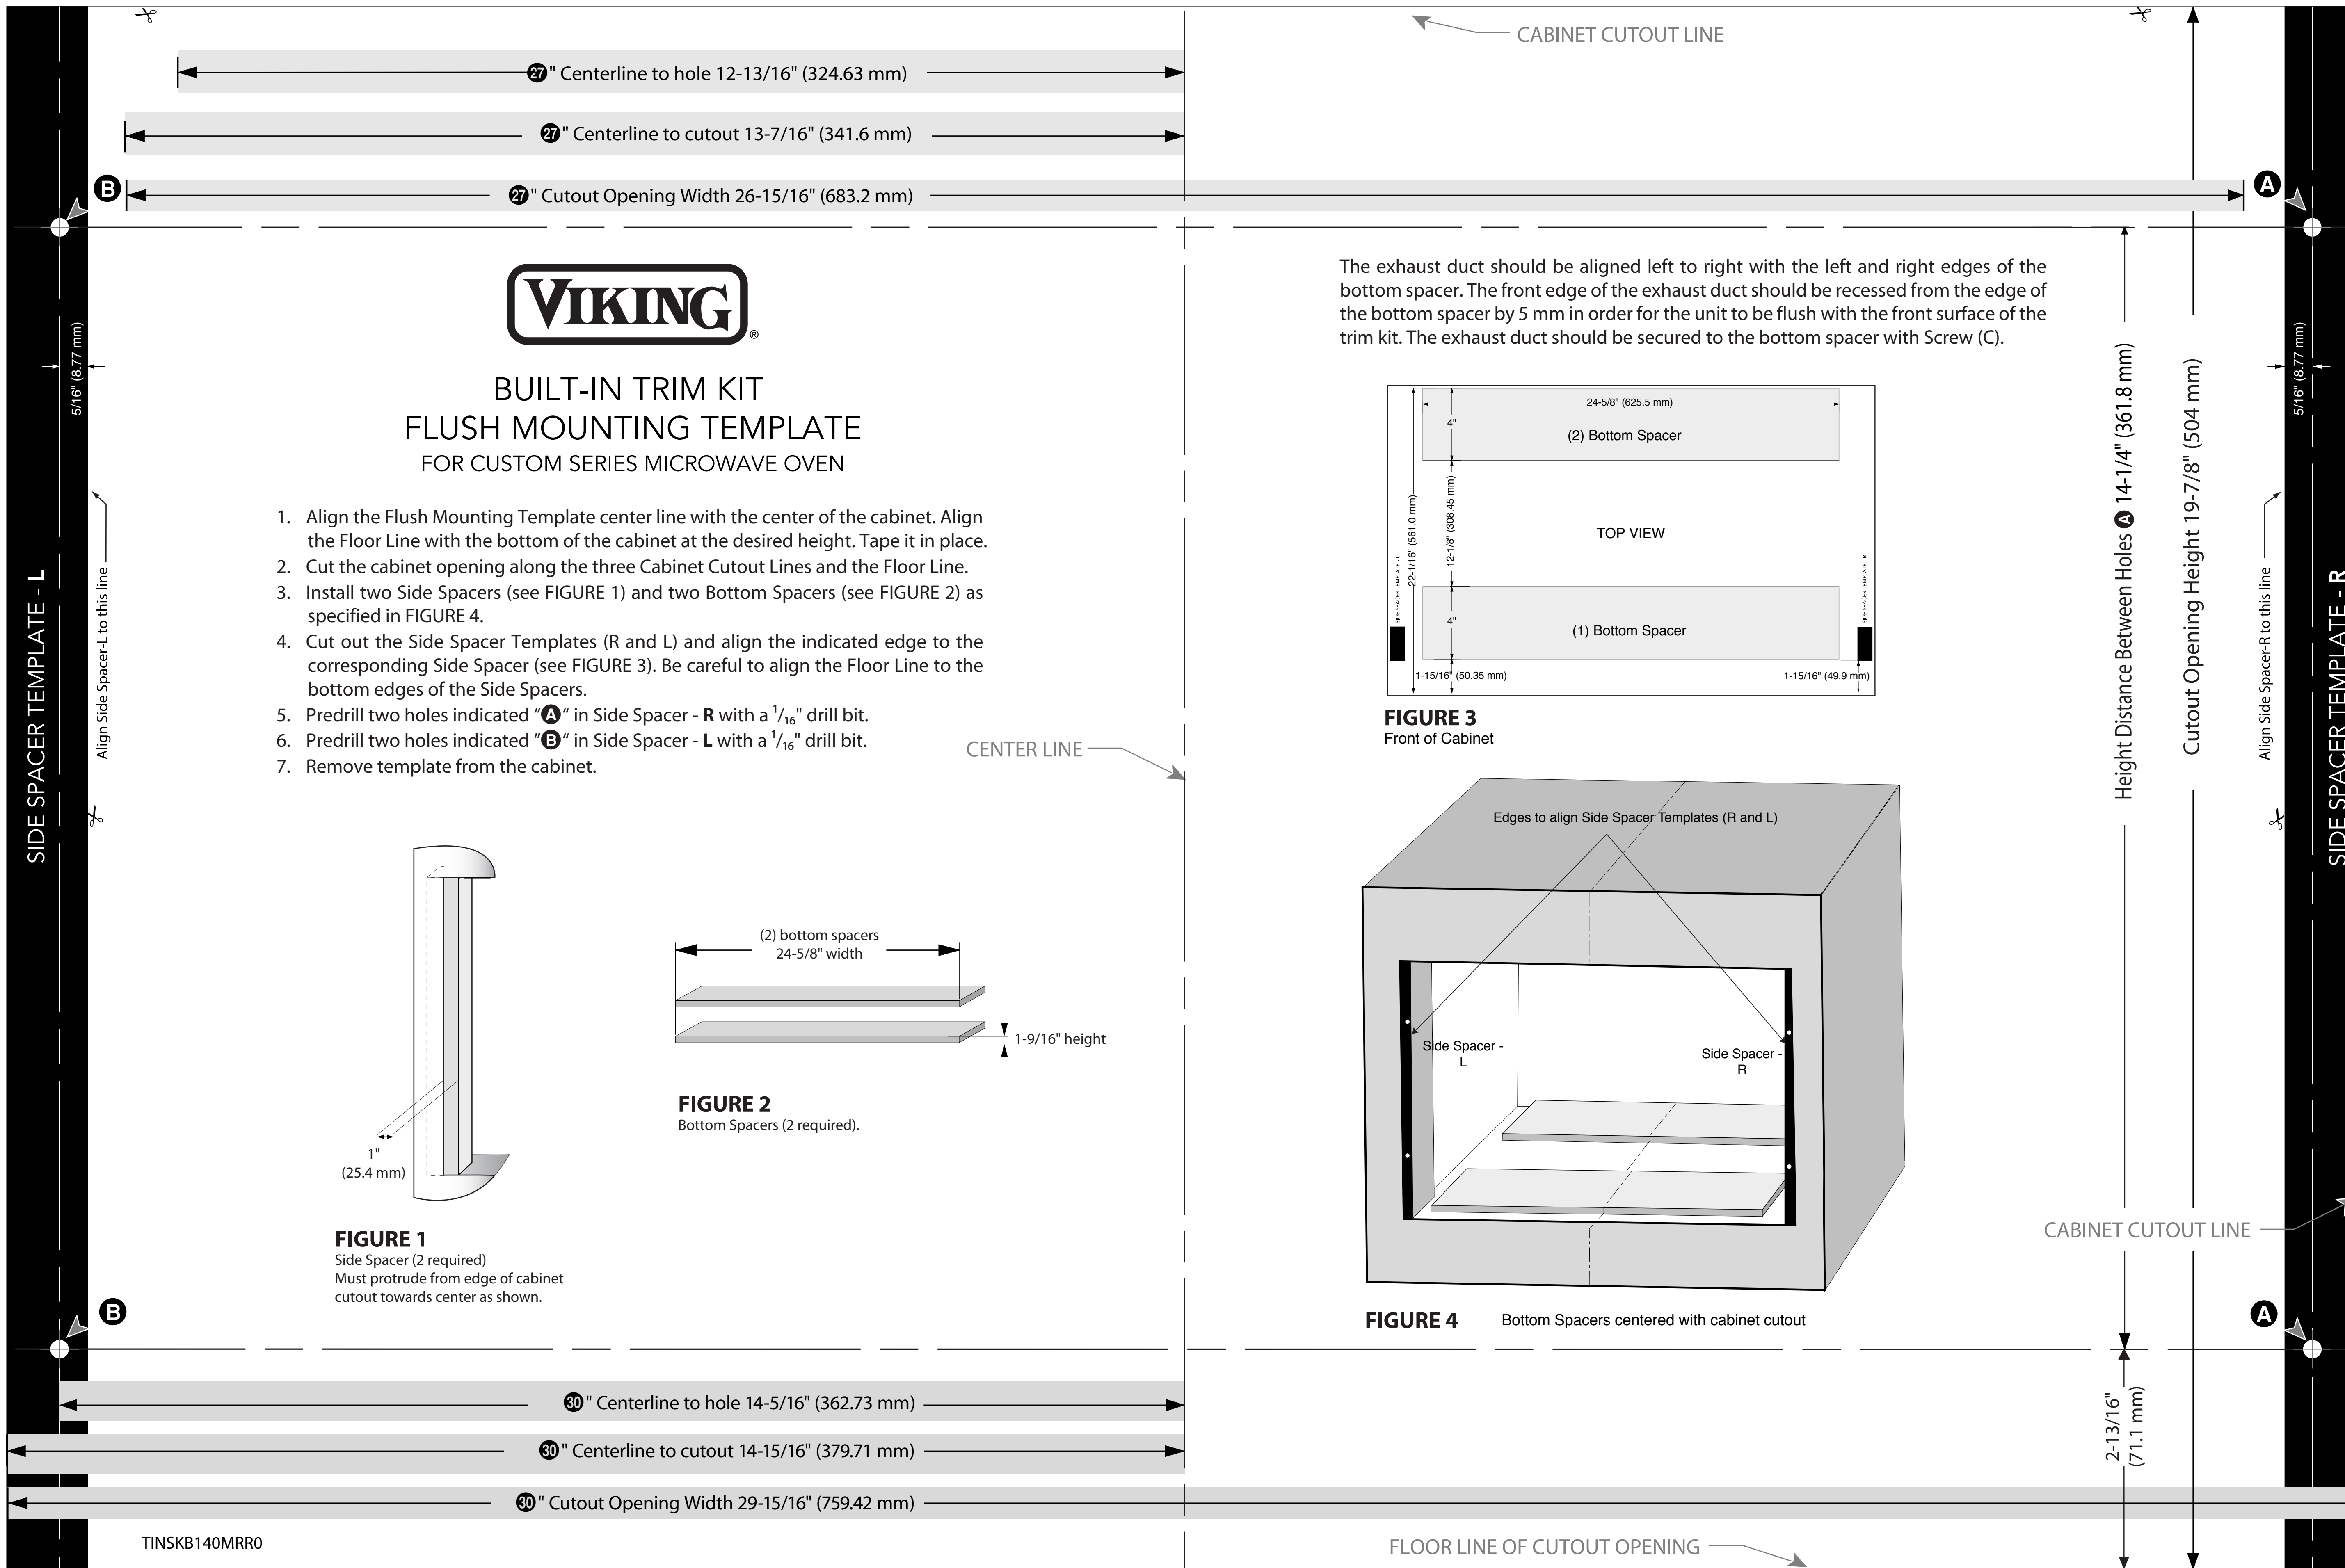 CABINET CUTOUT LINE
27" Centerline to hole 12-13/16" (324.63 mm)
27" Centerline to cutout 13-7/16" (341.6 mm)
B
27" Cutout Opening Width 26-15/16" (683.2 mm)
A
VIKING®
BUILT-IN TRIM KIT
FLUSH MOUNTING TEMPLATE
FOR CUSTOM SERIES MICROWAVE OVEN
1. Align the Flush Mounting Template center line with the center of the cabinet. Align
the Floor Line with the bottom of the cabinet at the desired height. Tape it in place.
2. Cut the cabinet opening along the three Cabinet Cutout Lines and the Floor Line.
3. Install two Side Spacers (see FIGURE 1) and two Bottom Spacers (see FIGURE 2) as
specified in FIGURE 4.
4. Cut out the Side Spacer Templates (R and L) and align the indicated edge to the
corresponding Side Spacer (see FIGURE 3). Be careful to align the Floor Line to the
bottom edges of the Side Spacers.
5. Predrill two holes indicated “A“ in Side Spacer - R with a 1/16" drill bit.
6. Predrill two holes indicated ”B“ in Side Spacer - L with a 1/16" drill bit.
7. Remove template from the cabinet.
CENTER LINE
5/16" (8.77 mm)
SIDE SPACER TEMPLATE - L
Align Side Spacer-L to this line
1"
(25.4 mm)
FIGURE 1
Side Spacer (2 required)
Must protrude from edge of cabinet
cutout towards center as shown.
(2) bottom spacers
24-5/8" width
1-9/16" height
FIGURE 2
Bottom Spacers (2 required).
The exhaust duct should be aligned left to right with the left and right edges of the
bottom spacer. The front edge of the exhaust duct should be recessed from the edge of
the bottom spacer by 5 mm in order for the unit to be flush with the front surface of the
trim kit. The exhaust duct should be secured to the bottom spacer with Screw (C).
24-5/8" (625.5 mm)
4"
(2) Bottom Spacer
22-1/16" (561.0 mm)
12-1/8" (308.45 mm)
TOP VIEW
SIDE SPACER TEMPLATE - L
SIDE SPACER TEMPLATE - R
4"
(1) Bottom Spacer
1-15/16" (50.35 mm)
1-15/16" (49.9 mm)
FIGURE 3
Front of Cabinet
Edges to align Side Spacer Templates (R and L)
Side Spacer -
L
Side Spacer -
R
FIGURE 4
Bottom Spacers centered with cabinet cutout
Height Distance Between Holes A 14-1/4" (361.8 mm)
Cutout Opening Height 19-7/8" (504 mm)
5/16" (8.77 mm)
Align Side Spacer-R to this line
SIDE SPACER TEMPLATE - R
CABINET CUTOUT LINE
B
A
30" Centerline to hole 14-5/16" (362.73 mm)
30" Centerline to cutout 14-15/16" (379.71 mm)
30" Cutout Opening Width 29-15/16" (759.42 mm)
2-13/16"
(71.1 mm)
TINSKB140MRR0
FLOOR LINE OF CUTOUT OPENING